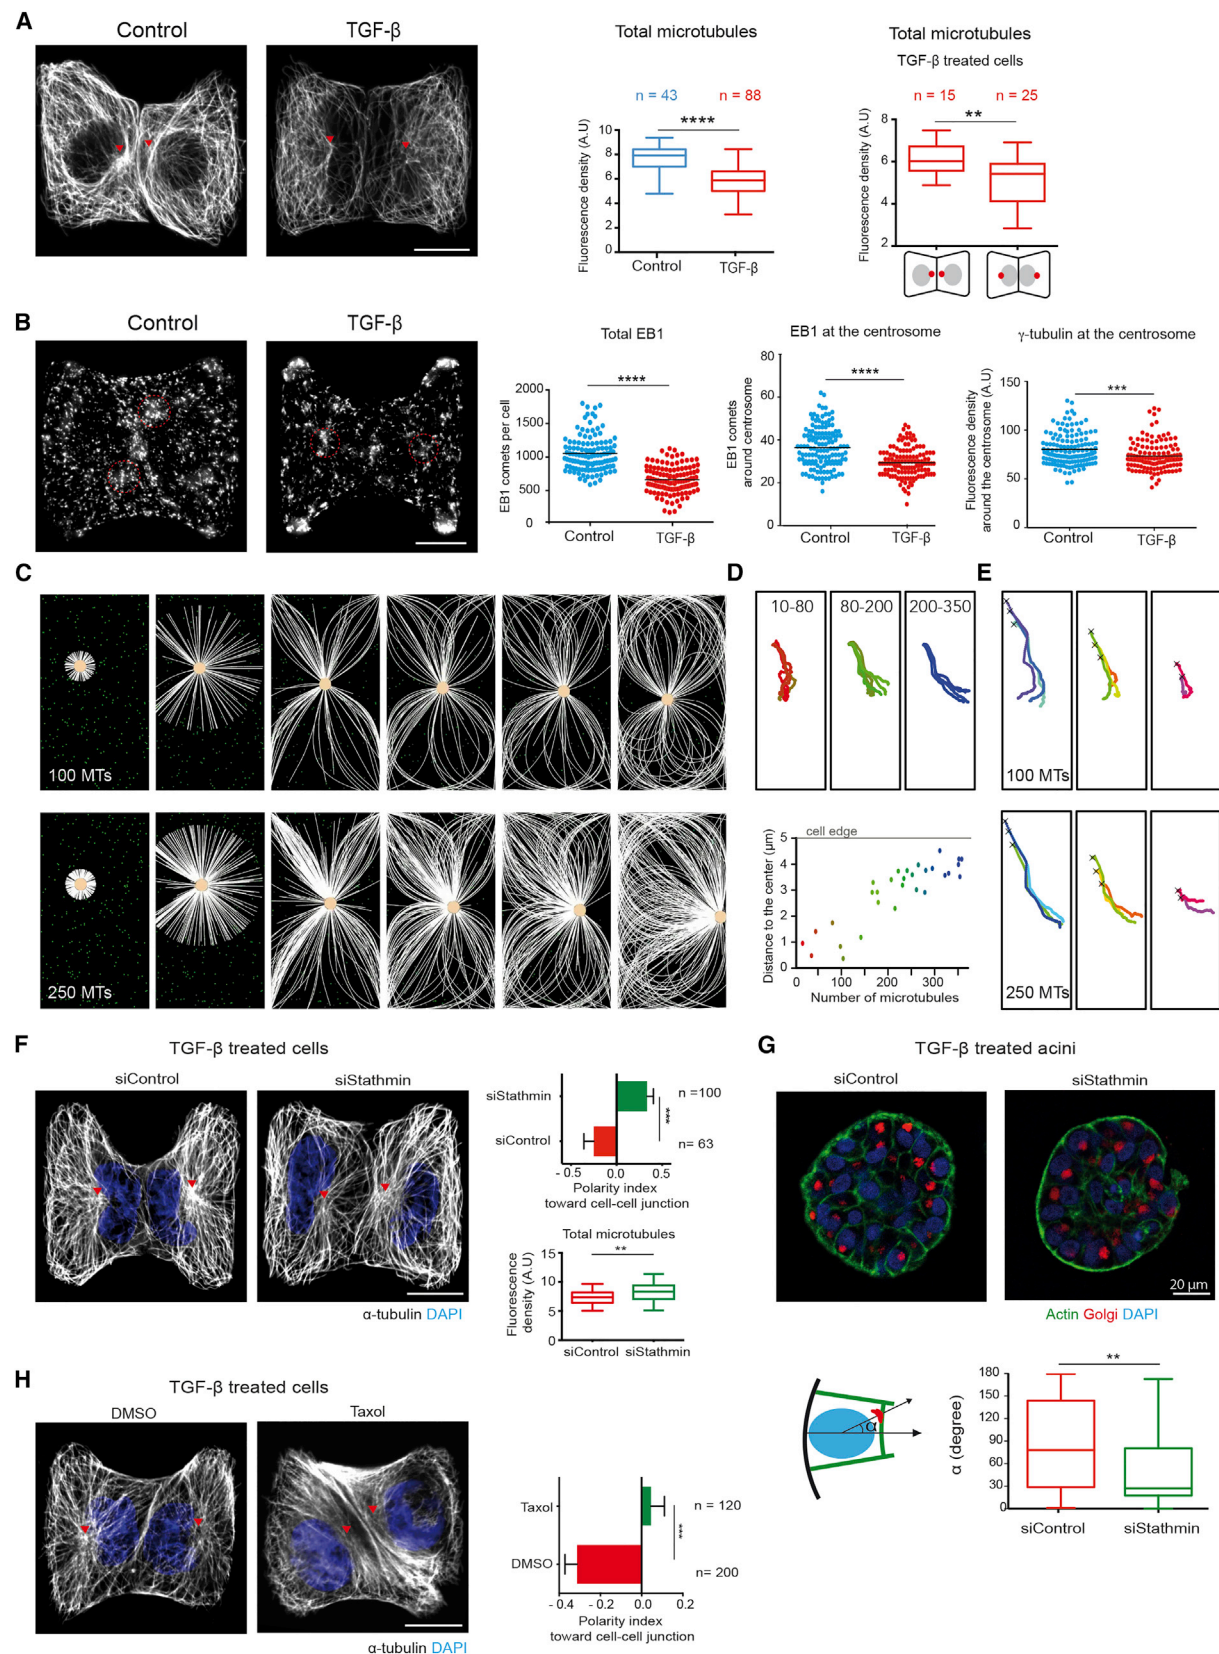 A
Control
TGF-β
Total microtubules
n = 43
n = 88
****
Fluorescence density (A.U)
10
8
6
4
2
0
Control
TGF-β
Total microtubules
TGF-β treated cells
n = 15
n = 25
**
Fluorescence density (A.U)
8
6
4
2
B
Control
TGF-β
Total EB1
****
EB1 comets per cell
2000
1500
1000
500
0
Control
TGF-β
EB1 at the centrosome
****
EB1 comets
around centrosome
80
60
40
20
0
Control
TGF-β
γ-tubulin at the centrosome
***
Fluorescence density
around the centrosome (A.U)
150
100
50
0
Control
TGF-β
C
100 MTs
250 MTs
D
10-80
80-200
200-350
cell edge
Distance to the center (μm)
5
4
3
2
1
0
0
100
200
300
Number of microtubules
E
100 MTs
250 MTs
F
TGF-β treated cells
siControl
siStathmin
α-tubulin DAPI
siStathmin
n =100
***
siControl
n= 63
- 0.5
0.0
0.5
Polarity index
toward cell-cell junction
Total microtubules
**
Fluorescence
density (A.U)
15
10
5
0
siControl siStathmin
G
TGF-β treated acini
siControl
siStathmin
20 μm
Actin Golgi DAPI
α
**
α (degree)
180
150
120
90
60
30
0
siControl
siStathmin
H
TGF-β treated cells
DMSO
Taxol
α-tubulin DAPI
Taxol
n = 120
***
DMSO
n= 200
- 0.4
- 0.2
0.0
0.2
Polarity index
toward cell-cell junction